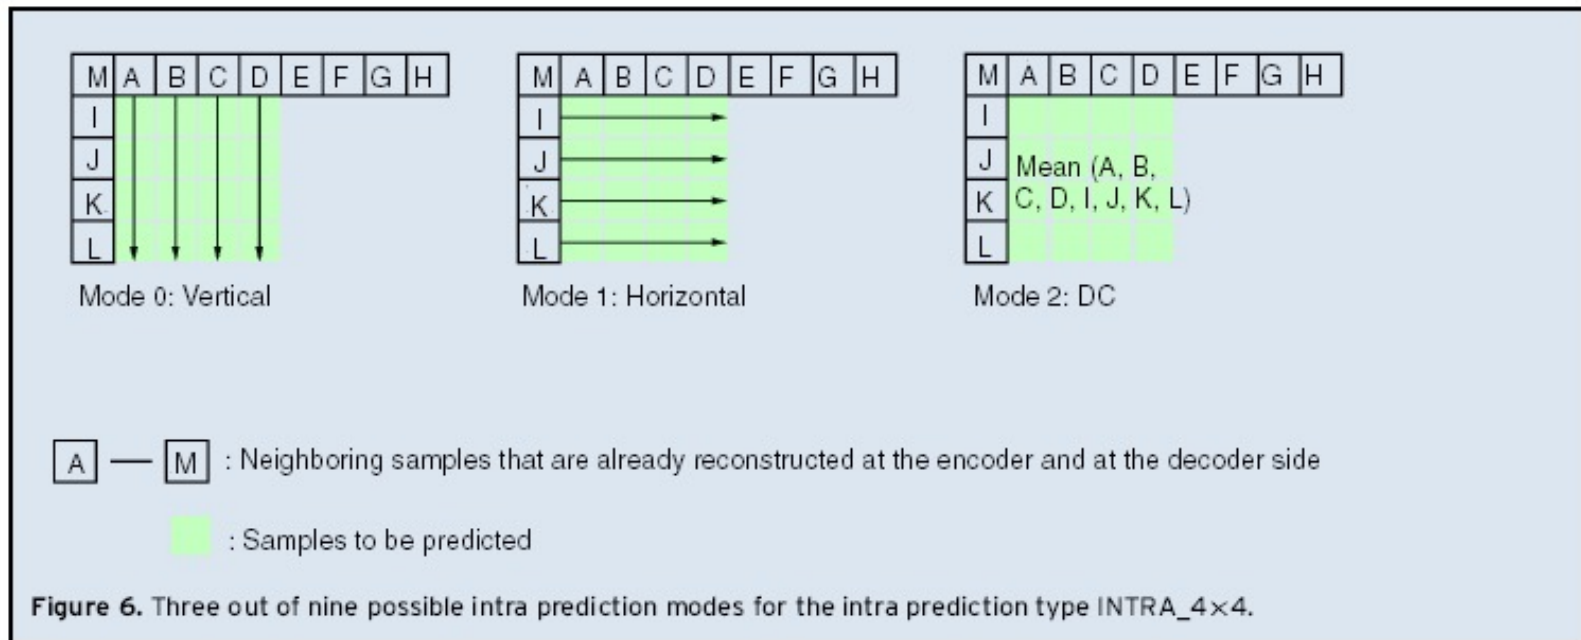 M A B C D E F G H
I
J
K
L
Mode 0: Vertical
M A B C D E F G H
I
J
K
L
Mode 1: Horizontal
M A B C D E F G H
I
J
K
L
Mean (A, B,
C, D, I, J, K, L)
Mode 2: DC
A — M : Neighboring samples that are already reconstructed at the encoder and at the decoder side
: Samples to be predicted
Figure 6. Three out of nine possible intra prediction modes for the intra prediction type INTRA_4×4.